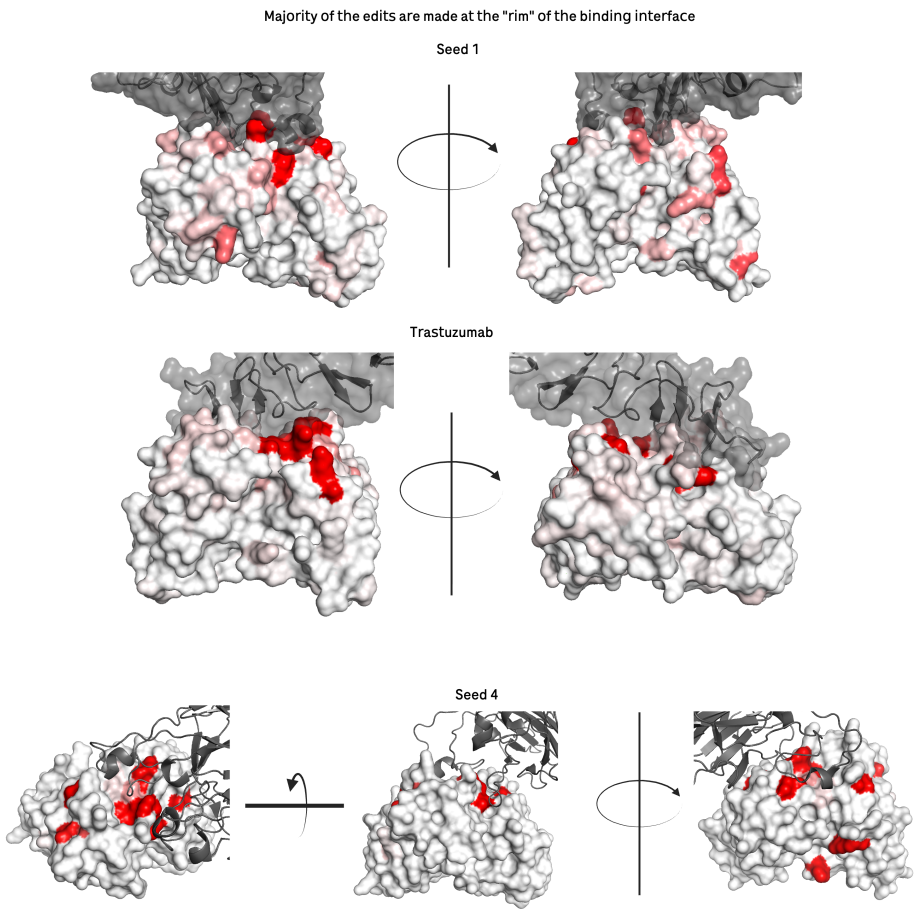 Majority of the edits are made at the "rim" of the binding interface
Seed 1
Trastuzumab
Seed 4